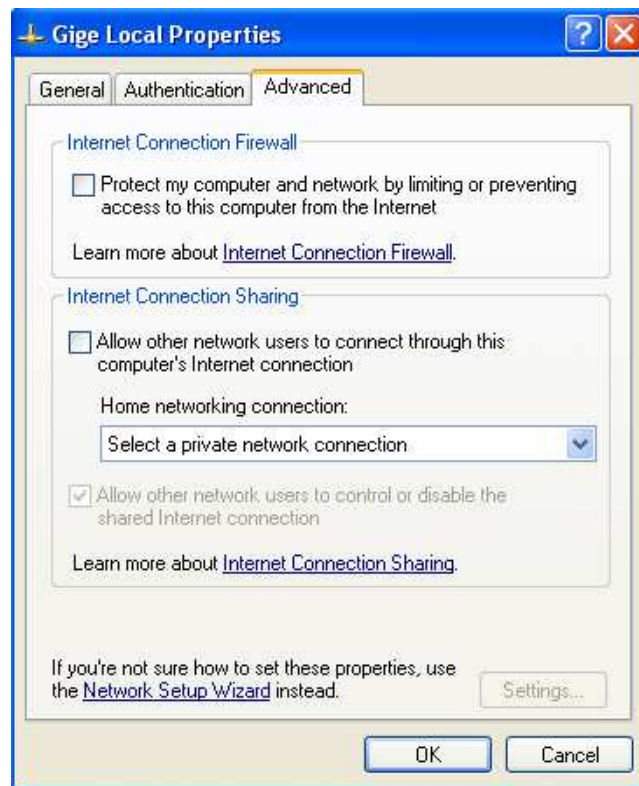 Gige Local Properties
General Authentication Advanced
Internet Connection Firewall
Protect my computer and network by limiting or preventing
access to this computer from the Internet
Learn more about Internet Connection Firewall.
Internet Connection Sharing
Allow other network users to connect through this
computer's Internet connection
Home networking connection:
Select a private network connection
Allow other network users to control or disable the
shared Internet connection
Learn more about Internet Connection Sharing.
If you're not sure how to set these properties, use
the Network Setup Wizard instead.
Settings...
OK Cancel